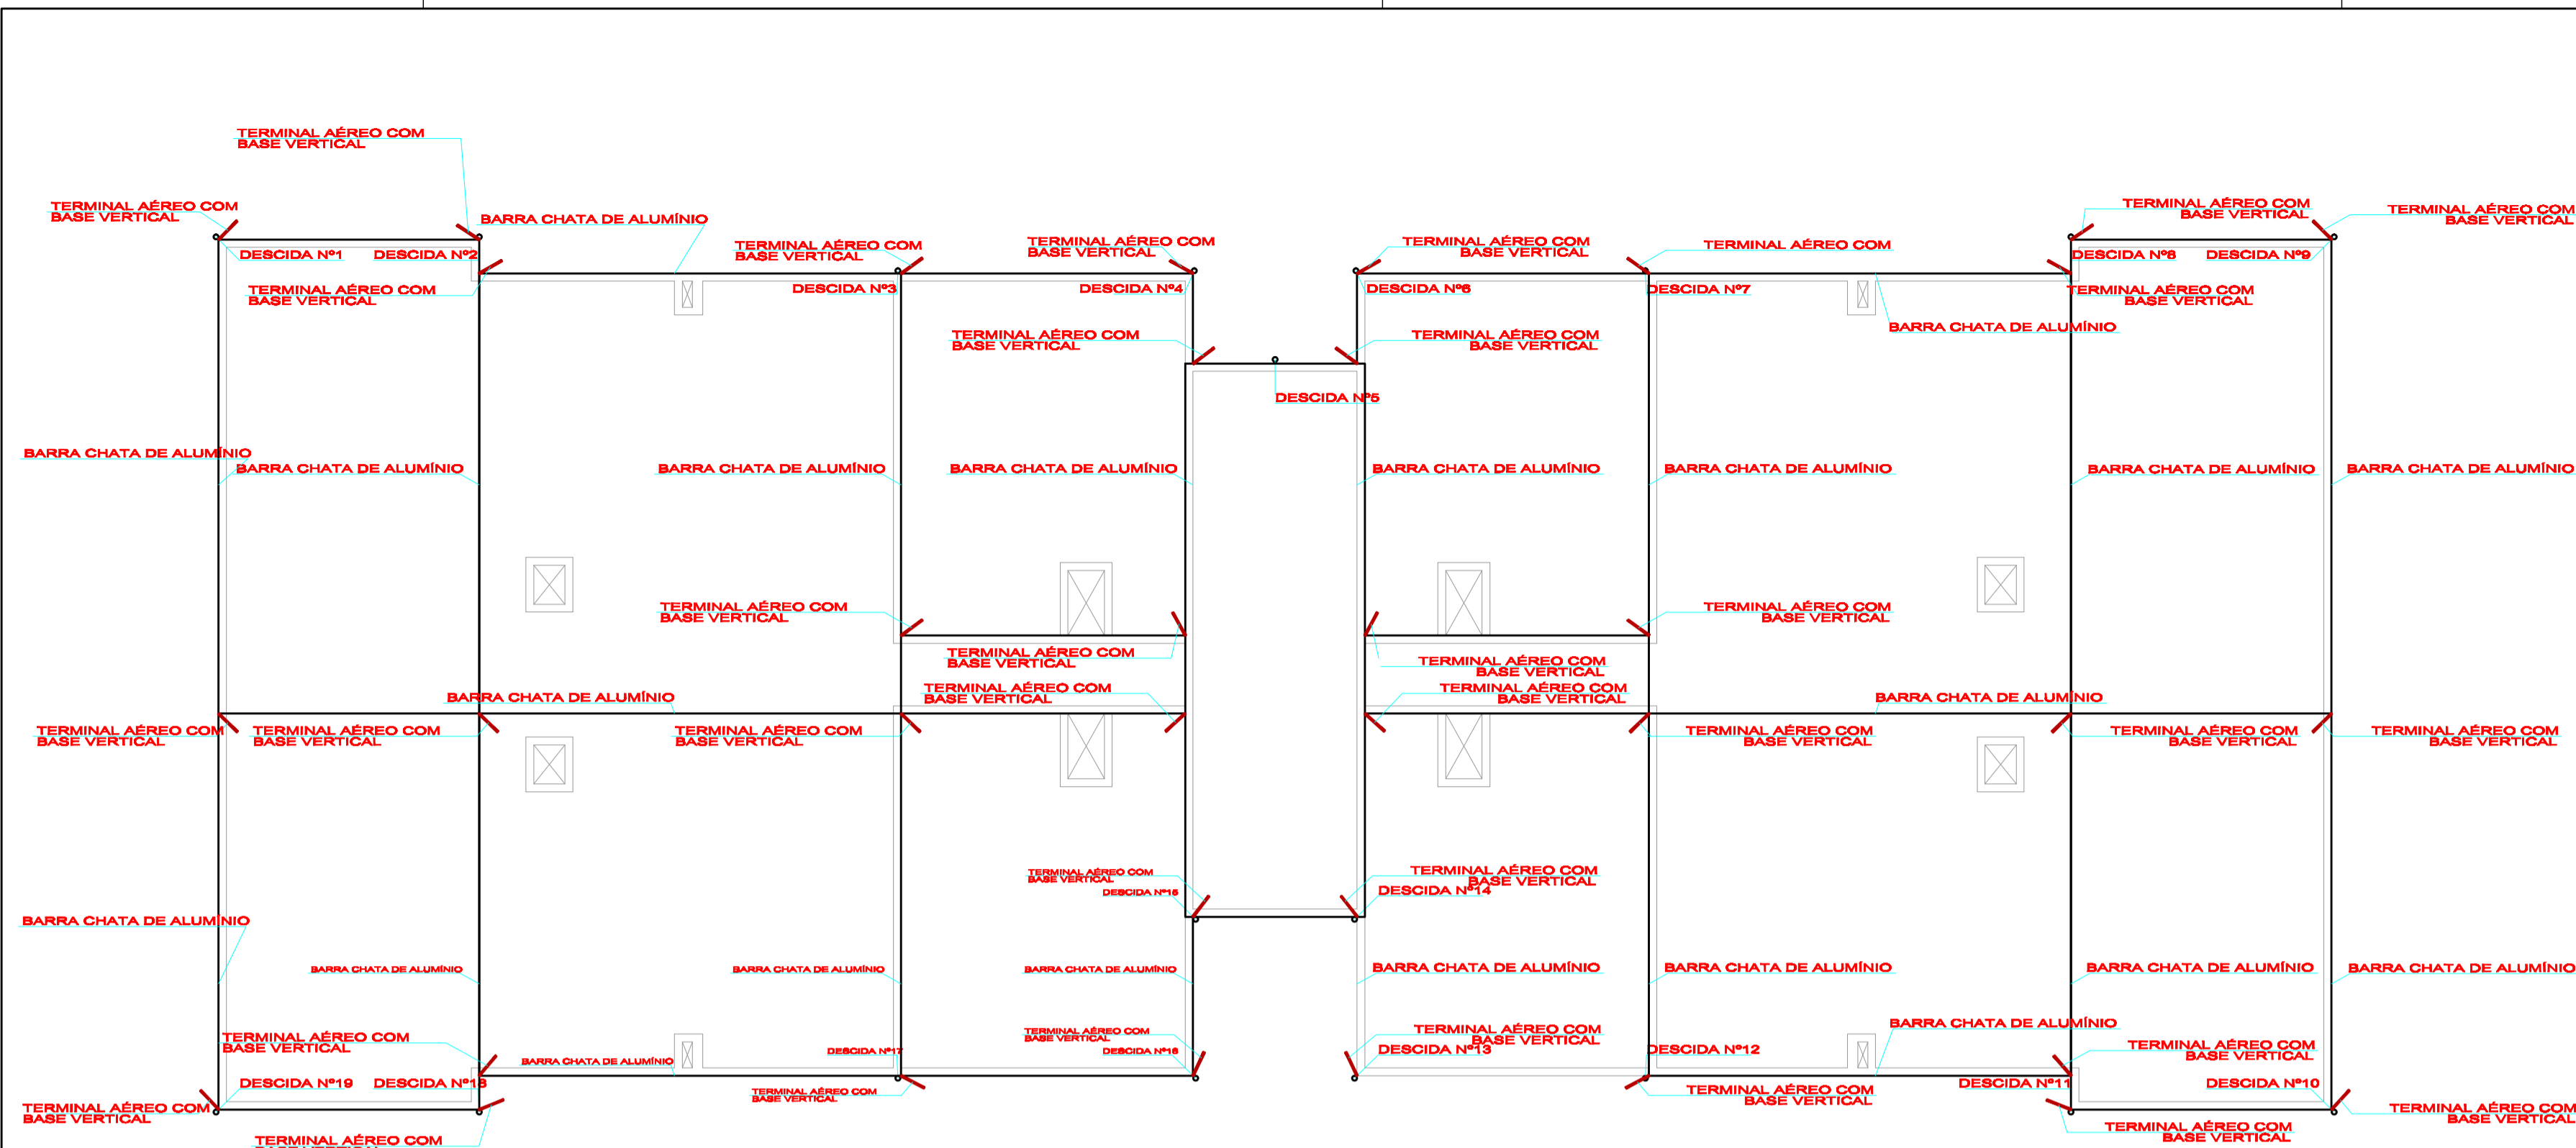 TERMINAL AÉREO COM
BASE VERTICAL
TERMINAL AÉREO COM
BASE VERTICAL
BARRA CHATA DE ALUMÍNIO
TERMINAL AÉREO COM
BASE VERTICAL
TERMINAL AÉREO COM
BASE VERTICAL
TERMINAL AÉREO COM
BASE VERTICAL
TERMINAL AÉREO COM
TERMINAL AÉREO COM
BASE VERTICAL
TERMINAL AÉREO COM
BASE VERTICAL
DESCIDA Nº1
DESCIDA Nº2
DESCIDA Nº8
DESCIDA Nº9
TERMINAL AÉREO COM
BASE VERTICAL
DESCIDA Nº3
DESCIDA Nº4
DESCIDA Nº6
DESCIDA Nº7
TERMINAL AÉREO COM
BASE VERTICAL
TERMINAL AÉREO COM
BASE VERTICAL
TERMINAL AÉREO COM
BASE VERTICAL
BARRA CHATA DE ALUMÍNIO
DESCIDA Nº5
BARRA CHATA DE ALUMÍNIO
BARRA CHATA DE ALUMÍNIO
BARRA CHATA DE ALUMÍNIO
BARRA CHATA DE ALUMÍNIO
BARRA CHATA DE ALUMÍNIO
BARRA CHATA DE ALUMÍNIO
BARRA CHATA DE ALUMÍNIO
BARRA CHATA DE ALUMÍNIO
TERMINAL AÉREO COM
BASE VERTICAL
TERMINAL AÉREO COM
BASE VERTICAL
TERMINAL AÉREO COM
BASE VERTICAL
TERMINAL AÉREO COM
BASE VERTICAL
BARRA CHATA DE ALUMÍNIO
TERMINAL AÉREO COM
BASE VERTICAL
TERMINAL AÉREO COM
BASE VERTICAL
BARRA CHATA DE ALUMÍNIO
TERMINAL AÉREO COM
BASE VERTICAL
TERMINAL AÉREO COM
BASE VERTICAL
TERMINAL AÉREO COM
BASE VERTICAL
TERMINAL AÉREO COM
BASE VERTICAL
TERMINAL AÉREO COM
BASE VERTICAL
TERMINAL AÉREO COM
BASE VERTICAL
TERMINAL AÉREO COM
BASE VERTICAL
DESCIDA Nº15
TERMINAL AÉREO COM
BASE VERTICAL
DESCIDA Nº14
BARRA CHATA DE ALUMÍNIO
BARRA CHATA DE ALUMÍNIO
BARRA CHATA DE ALUMÍNIO
BARRA CHATA DE ALUMÍNIO
BARRA CHATA DE ALUMÍNIO
BARRA CHATA DE ALUMÍNIO
BARRA CHATA DE ALUMÍNIO
BARRA CHATA DE ALUMÍNIO
TERMINAL AÉREO COM
BASE VERTICAL
BARRA CHATA DE ALUMÍNIO
DESCIDA Nº17
TERMINAL AÉREO COM
BASE VERTICAL
DESCIDA Nº16
TERMINAL AÉREO COM
BASE VERTICAL
DESCIDA Nº13
DESCIDA Nº12
BARRA CHATA DE ALUMÍNIO
TERMINAL AÉREO COM
BASE VERTICAL
DESCIDA Nº19
DESCIDA Nº18
DESCIDA Nº11
DESCIDA Nº10
TERMINAL AÉREO COM
BASE VERTICAL
TERMINAL AÉREO COM
BASE VERTICAL
TERMINAL AÉREO COM
BASE VERTICAL
TERMINAL AÉREO COM
BASE VERTICAL
TERMINAL AÉREO COM
BASE VERTICAL
TERMINAL AÉREO COM